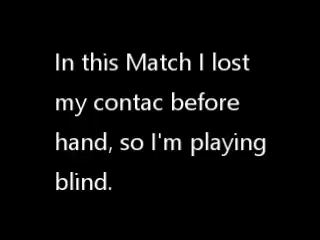 In this Match I lost
my contac before
hand, so I'm playing
blind.